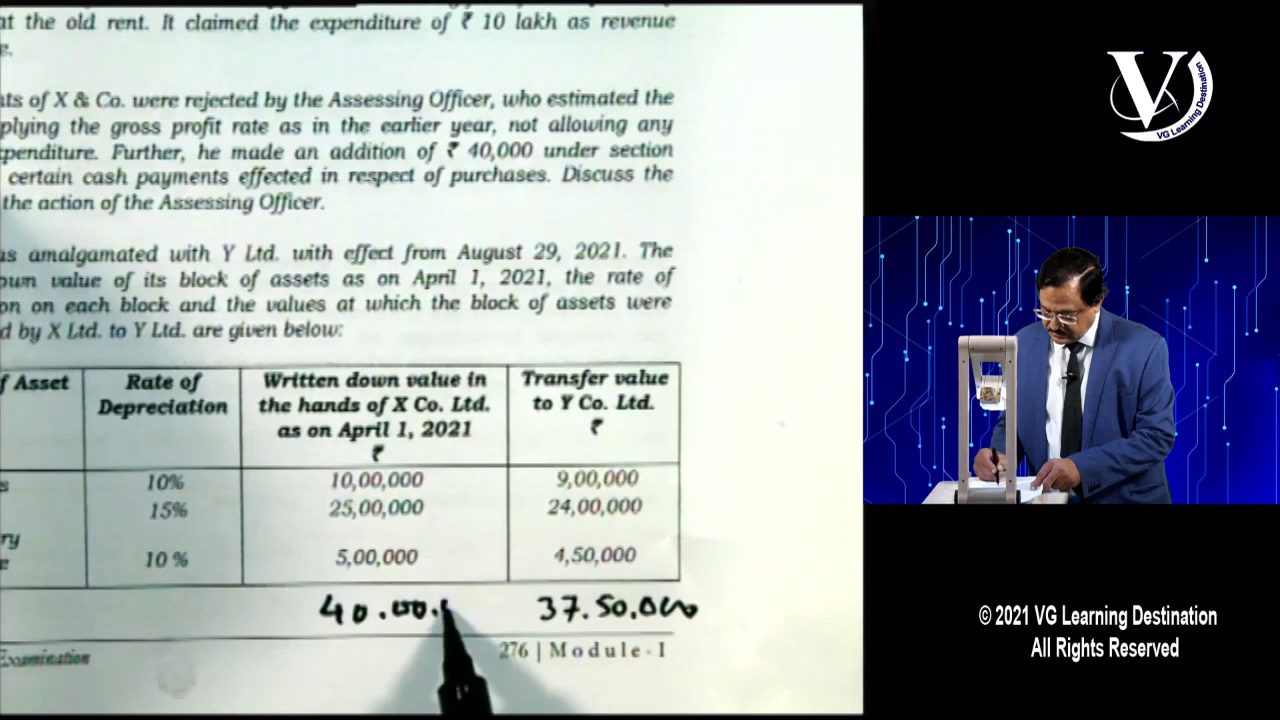 at the old rent. It claimed the expenditure of ₹ 10 lakh as revenue
nts of X & Co. were rejected by the Assessing Officer, who estimated the
plying the gross profit rate as in the earlier year, not allowing any
penditure. Further, he made an addition of ₹ 40,000 under section
certain cash payments effected in respect of purchases. Discuss the
the action of the Assessing Officer.
as amalgamated with Y Ltd. with effect from August 29, 2021. The
own value of its block of assets as on April 1, 2021, the rate of
on on each block and the values at which the block of assets were
d by X Ltd. to Y Ltd. are given below:
f Asset
Rate of
Depreciation
Written down value in
the hands of X Co. Ltd.
as on April 1, 2021
₹
Transfer value
to Y Co. Ltd.
₹
s 10% 10,00,000 9,00,000
15% 25,00,000 24,00,000
ry
e 10 % 5,00,000 4,50,000
40.00. 37.50.000
Examination
276 | Module - I
V
VG Learning Destination
© 2021 VG Learning Destination
All Rights Reserved